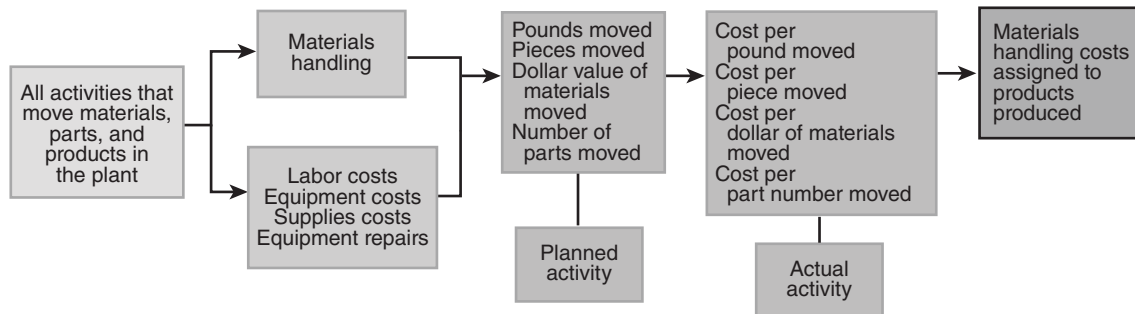 All activities that
move materials,
parts, and
products in
the plant
Materials
handling
Labor costs
Equipment costs
Supplies costs
Equipment repairs
Pounds moved
Pieces moved
Dollar value of
materials
moved
Number of
parts moved
Planned
activity
Cost per
pound moved
Cost per
piece moved
Cost per
dollar of materials
moved
Cost per
part number moved
Actual
activity
Materials
handling costs
assigned to
products
produced